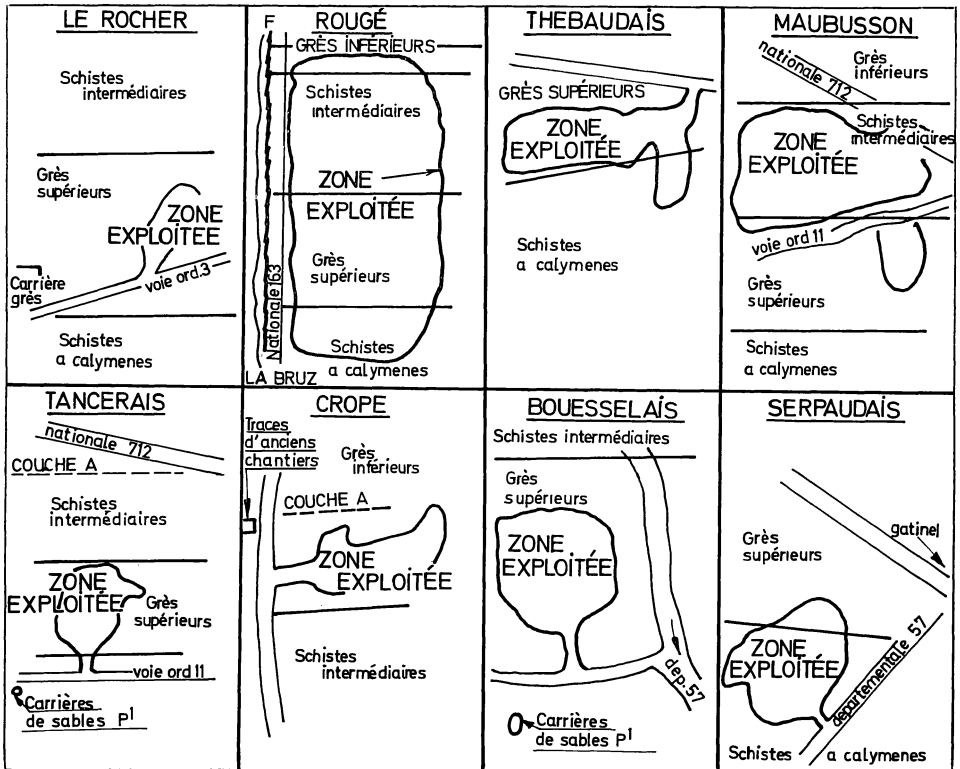 LE ROCHER
Schistes
intermédiaires
Grès
supérieurs
ZONE
EXPLOITÉE
Carrière
grès
voie ord.3
Schistes
a calymenes
F
ROUGÉ
GRÈS INFÉRIEURS
Schistes
intermédiaires
ZONE
EXPLOITÉE
Grès
supérieurs
Nationale 163
Schistes
a calymenes
LA BRUZ
THEBAUDAIS
GRÈS SUPÉRIEURS
ZONE
EXPLOITÉE
Schistes
a calymenes
MAUBUSSON
nationale 712
Grès
inférieurs
Schistes
intermédiaires
ZONE
EXPLOITÉE
voie ord 11
Grès
supérieurs
Schistes
a calymenes
TANCERAIS
nationale 712
COUCHE A
Schistes
intermédiaires
ZONE
EXPLOITÉE
Grès
supérieurs
voie ord 11
Carrières
de sables P1
CROPE
Traces
d'anciens
chantiers
Grès
inférieurs
COUCHE A
ZONE
EXPLOITÉE
Schistes
intermédiaires
BOUESSELAIS
Schistes intermédiaires
Grès
supérieurs
ZONE
EXPLOITÉE
dep.57
Carrières
de sables P1
SERPAUDAIS
gatinel
Grès
supérieurs
ZONE
EXPLOITÉE
departementale 57
Schistes a calymenes